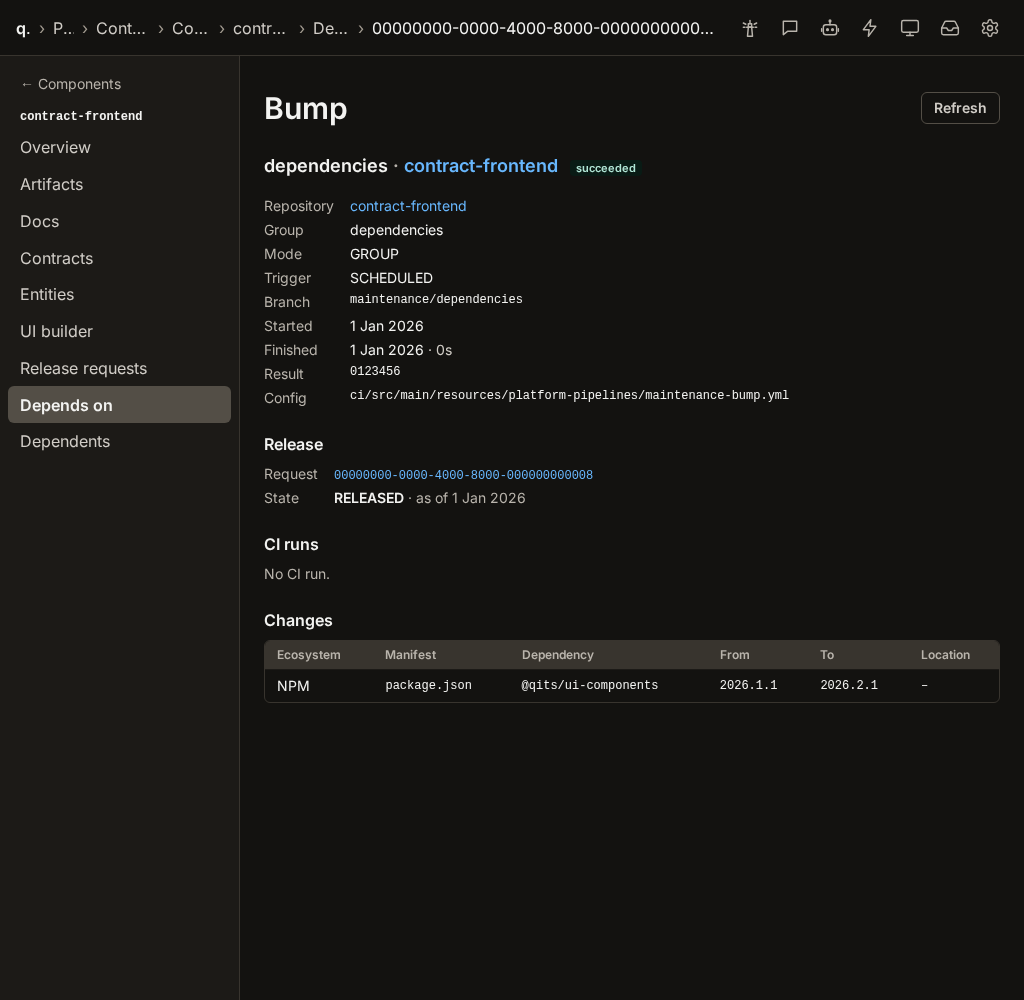 q. › P… › Cont… › Co… › contr… › De… › 00000000-0000-4000-8000-0000000000…
← Components
contract-frontend
Overview
Artifacts
Docs
Contracts
Entities
UI builder
Release requests
Depends on
Dependents
Bump
Refresh
dependencies · contract-frontend succeeded
Repository contract-frontend
Group dependencies
Mode GROUP
Trigger SCHEDULED
Branch maintenance/dependencies
Started 1 Jan 2026
Finished 1 Jan 2026 · 0s
Result 0123456
Config ci/src/main/resources/platform-pipelines/maintenance-bump.yml
Release
Request 00000000-0000-4000-8000-000000000008
State RELEASED · as of 1 Jan 2026
CI runs
No CI run.
Changes
Ecosystem Manifest Dependency From To Location
NPM package.json @qits/ui-components 2026.1.1 2026.2.1 –